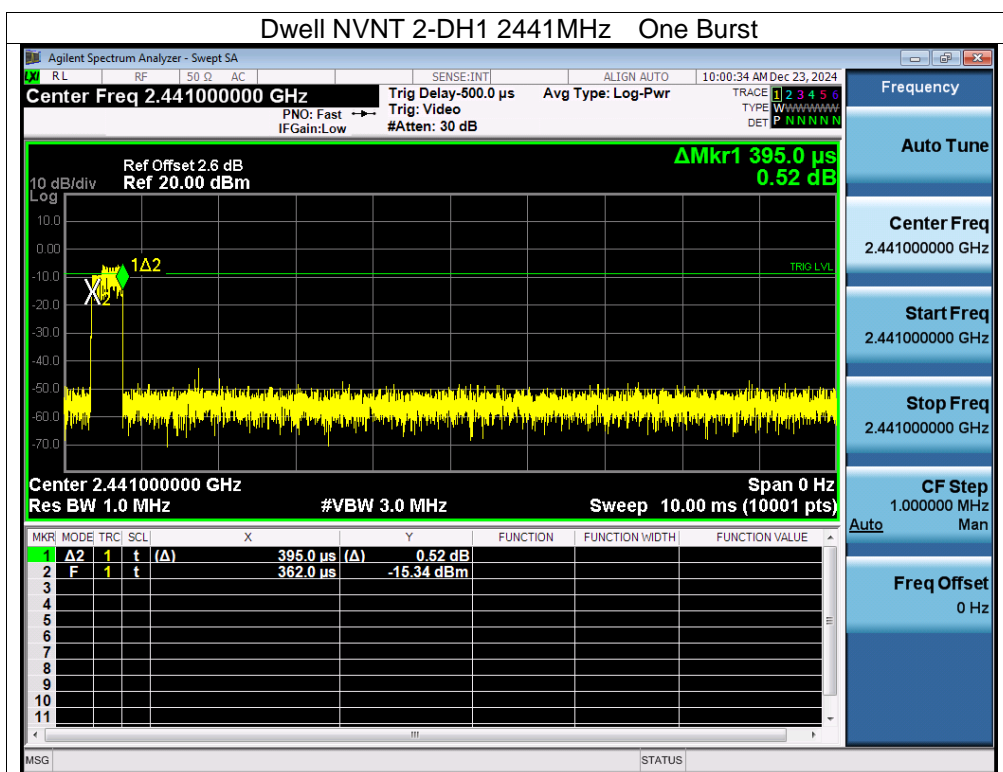 Dwell NVNT 2-DH1 2441MHz One Burst
Agilent Spectrum Analyzer - Swept SA
LXI RL RF 50 Ω AC SENSE:INT ALIGN AUTO 10:00:34 AM Dec 23, 2024
Center Freq 2.441000000 GHz
PNO: Fast
IFGain:Low
Trig Delay-500.0 µs
Trig: Video
#Atten: 30 dB
Avg Type: Log-Pwr
TRACE 1 2 3 4 5 6
TYPE WWWWWW
DET P N N N N N
Ref Offset 2.6 dB
10 dB/div Ref 20.00 dBm
Log
ΔMkr1 395.0 µs
0.52 dB
10.0
0.00
-10.0
-20.0
-30.0
-40.0
-50.0
-60.0
-70.0
1Δ2
2
TRIG LVL
Center 2.441000000 GHz Span 0 Hz
Res BW 1.0 MHz #VBW 3.0 MHz Sweep 10.00 ms (10001 pts)
MKR MODE TRC SCL X Y FUNCTION FUNCTION WIDTH FUNCTION VALUE
1 Δ2 1 t (Δ) 395.0 µs (Δ) 0.52 dB
2 F 1 t 362.0 µs -15.34 dBm
3
4
5
6
7
8
9
10
11
MSG STATUS
Frequency
Auto Tune
Center Freq
2.441000000 GHz
Start Freq
2.441000000 GHz
Stop Freq
2.441000000 GHz
CF Step
1.000000 MHz
Auto Man
Freq Offset
0 Hz